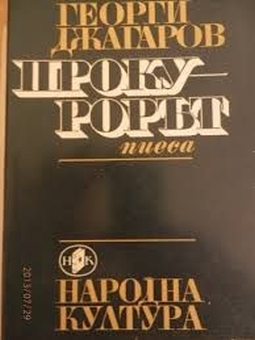 ГЕОРГИ
ДЖАГАРОВ
ПРОКУ–
РОРЪТ
пиеса
НК
НАРОДНА
КУЛТУРА
2013/07/29